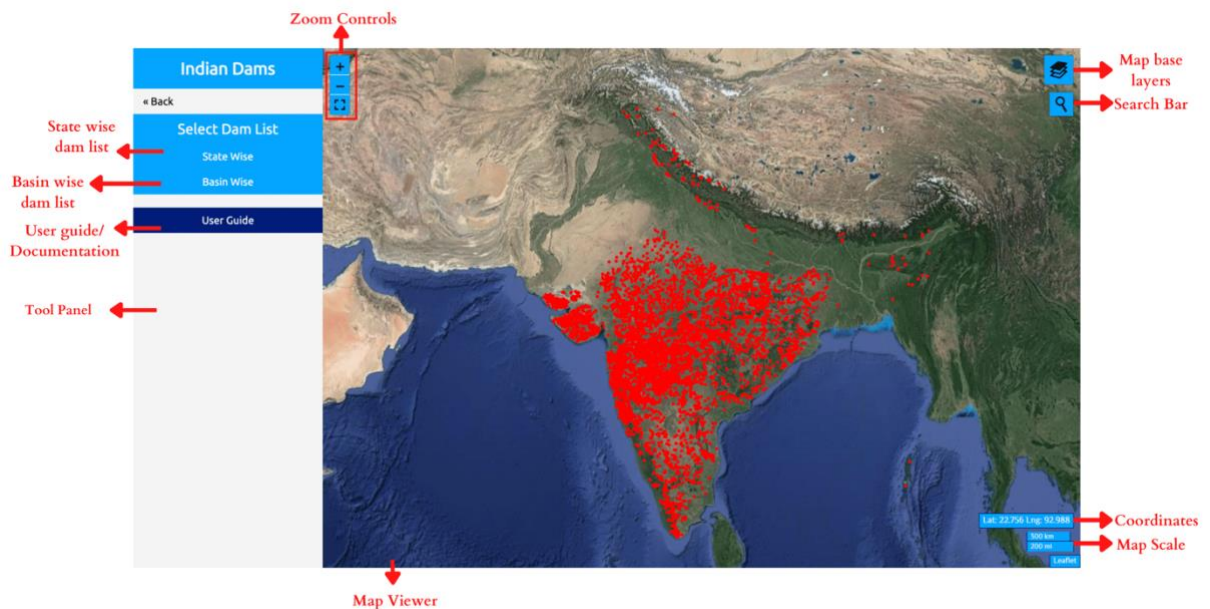 Zoom Controls
Indian Dams
« Back
Select Dam List
State Wise
Basin Wise
User Guide
State wise
dam list
Basin wise
dam list
User guide/
Documentation
Tool Panel
+
−
Map base
layers
Search Bar
Lat: 22.756 Lng: 92.988
Coordinates
500 km
200 mi
Map Scale
Leaflet
Map Viewer